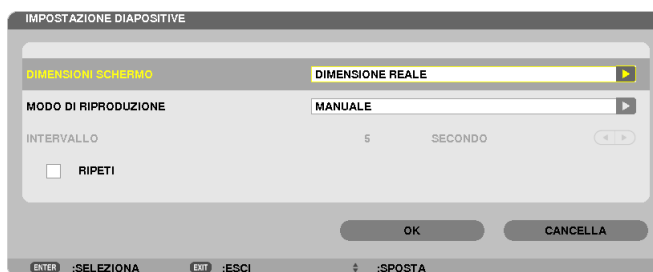 IMPOSTAZIONE DIAPOSITIVE
DIMENSIONI SCHERMO DIMENSIONE REALE
MODO DI RIPRODUZIONE MANUALE
INTERVALLO 5 SECONDO
RIPETI
OK CANCELLA
ENTER :SELEZIONA EXIT :ESCI :SPOSTA